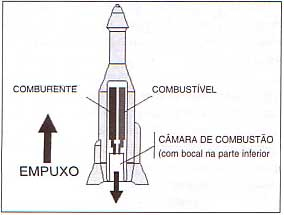 COMBURENTE
COMBUSTÍVEL
CÂMARA DE COMBUSTÃO
(com bocal na parte inferior
EMPUXO